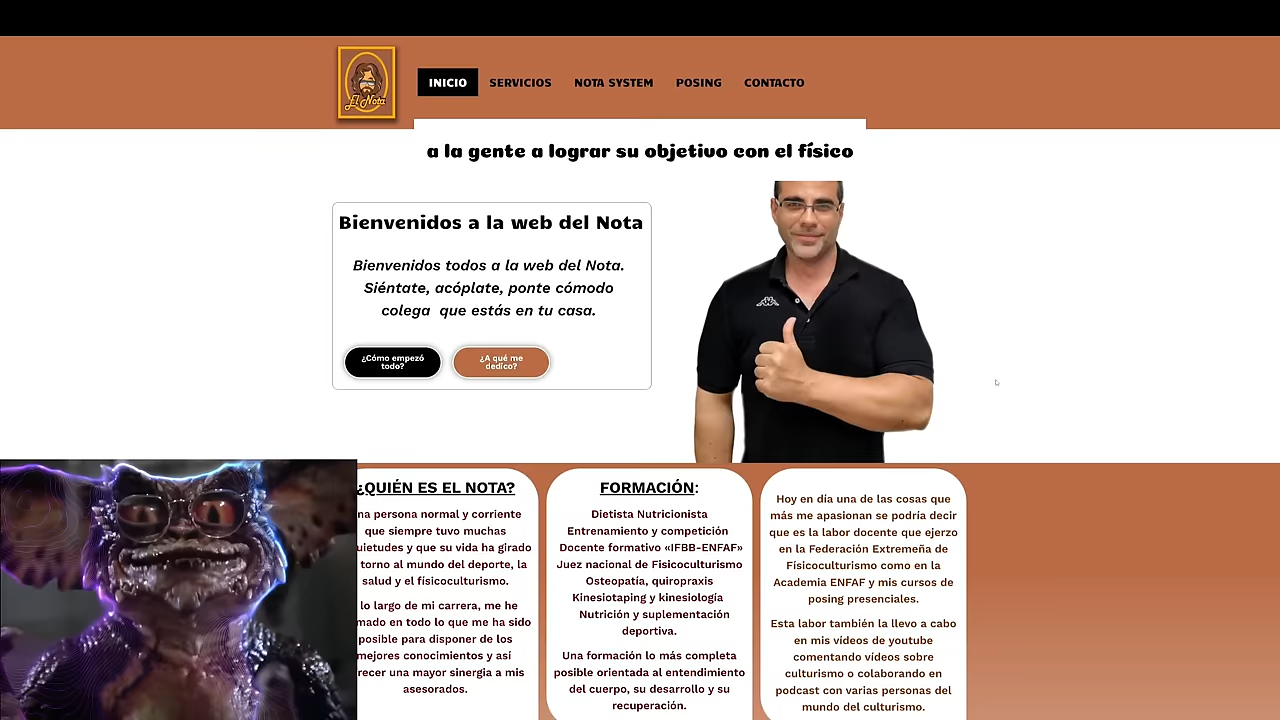 El Nota
INICIO
SERVICIOS
NOTA SYSTEM
POSING
CONTACTO
a la gente a lograr su objetivo con el físico
Bienvenidos a la web del Nota
Bienvenidos todos a la web del Nota.
Siéntate, acóplate, ponte cómodo
colega que estás en tu casa.
¿Cómo empezó
todo?
¿A qué me
dedico?
¿QUIÉN ES EL NOTA?
persona normal y corriente
que siempre tuvo muchas
y que su vida ha girado
torno al mundo del deporte, la
salud y el físicoculturismo.
lo largo de mi carrera, me he
en todo lo que me ha sido
posible para disponer de los
mejores conocimientos y así
una mayor sinergia a mis
asesorados.
FORMACIÓN:
Dietista Nutricionista
Entrenamiento y competición
Docente formativo «IFBB-ENFAF»
Juez nacional de Fisicoculturismo
Osteopatía, quiropraxis
Kinesiotaping y kinesiología
Nutrición y suplementación
deportiva.
Una formación lo más completa
posible orientada al entendimiento
del cuerpo, su desarrollo y su
recuperación.
Hoy en día una de las cosas que
más me apasionan se podría decir
que es la labor docente que ejerzo
en la Federación Extremeña de
Físicoculturismo como en la
Academia ENFAF y mis cursos de
posing presenciales.
Esta labor también la llevo a cabo
en mis vídeos de youtube
comentando vídeos sobre
culturismo o colaborando en
podcast con varias personas del
mundo del culturismo.